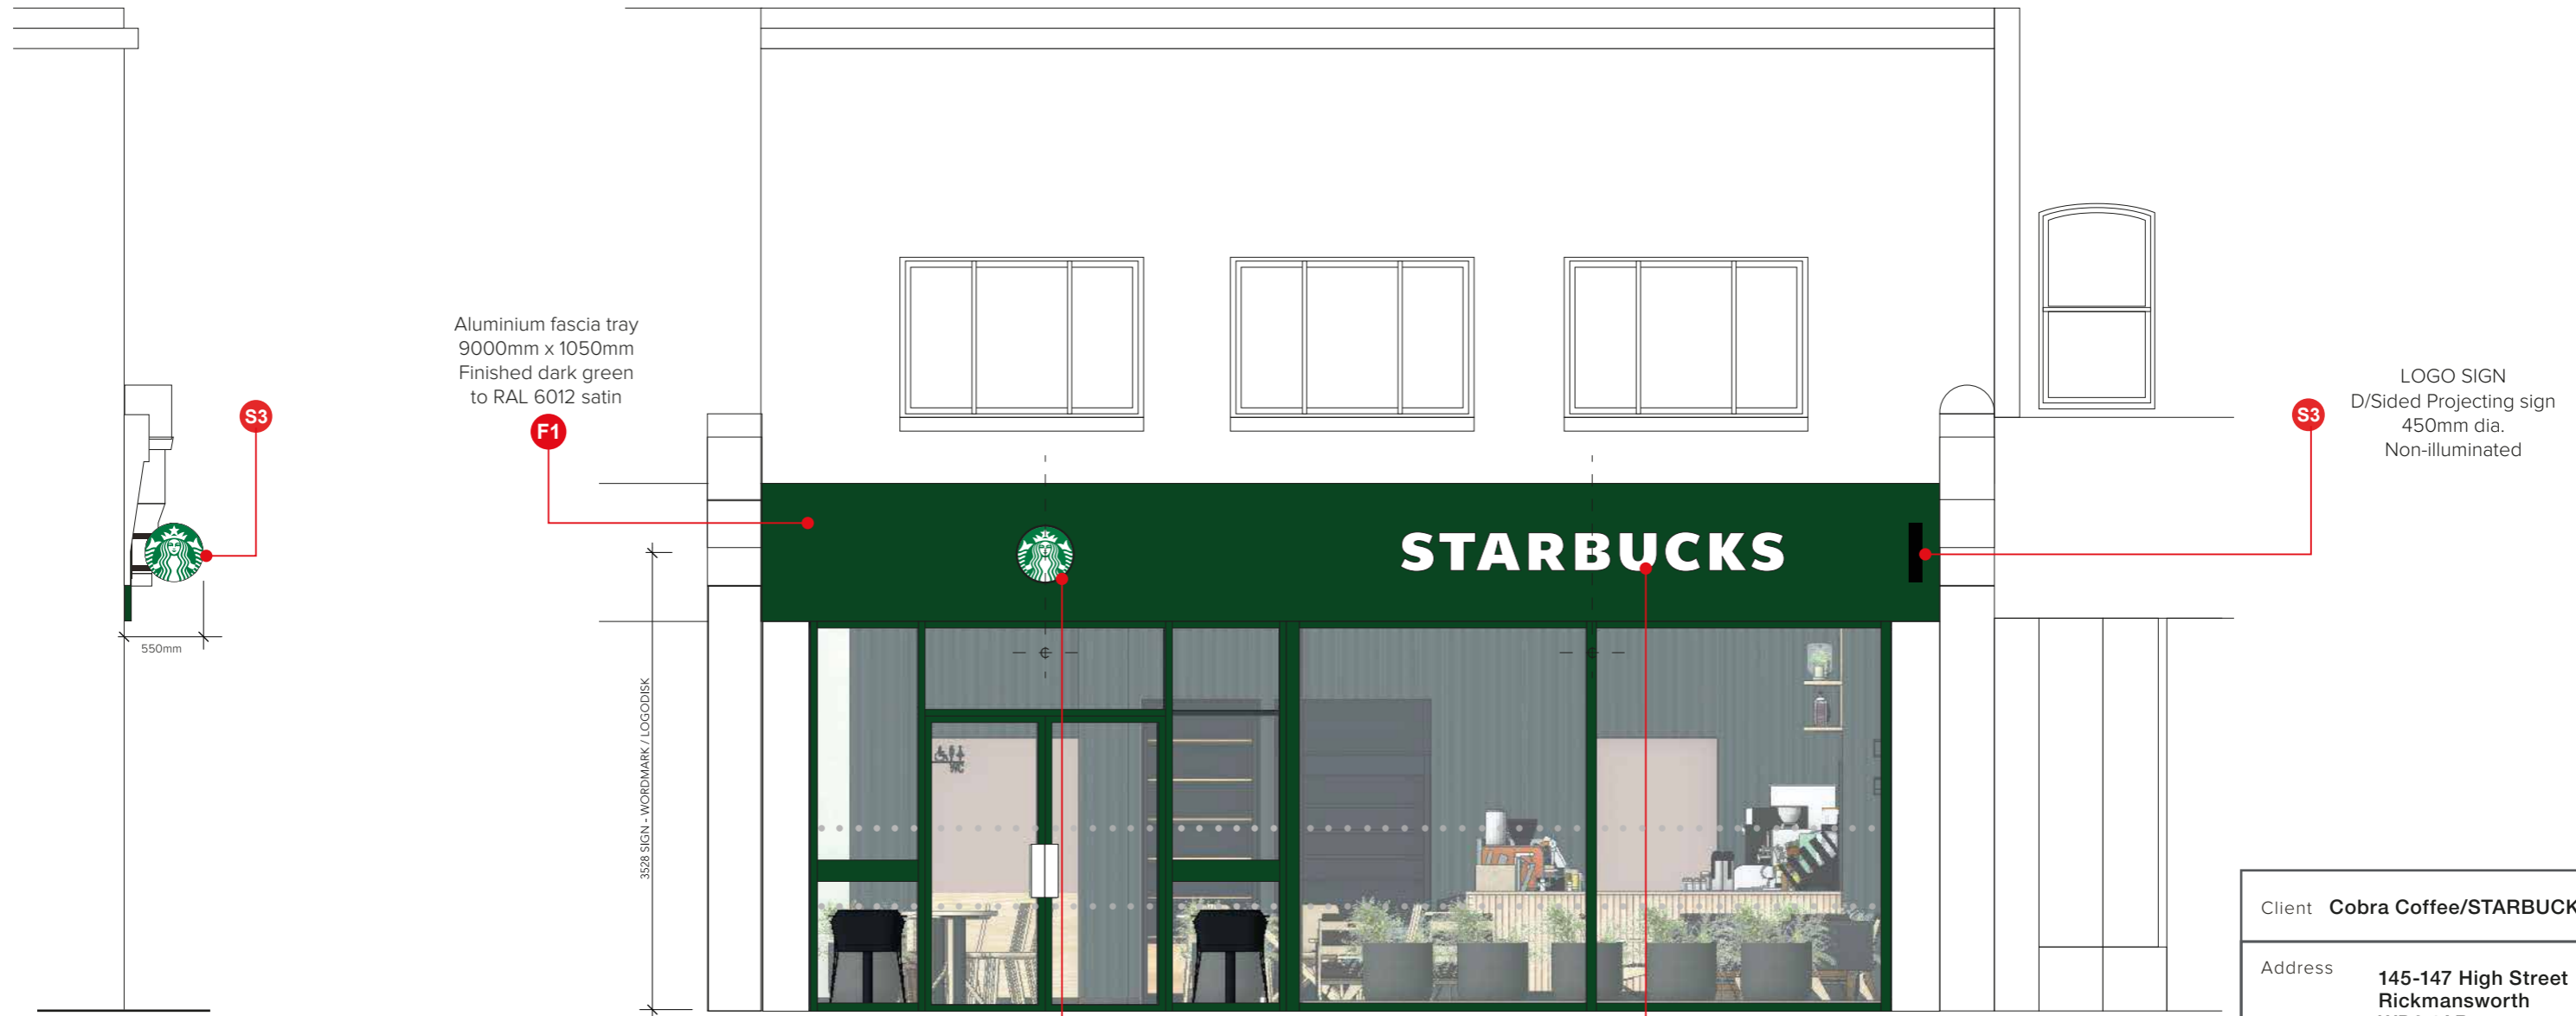 Aluminium fascia tray
9000mm x 1050mm
Finished dark green
to RAL 6012 satin
F1
S3
550mm
3528 SIGN - WORDMARK / LOGODISK
STARBUCKS
WC
S3
LOGO SIGN
D/Sided Projecting sign
450mm dia.
Non-illuminated
Client Cobra Coffee/STARBUCK
Address
145-147 High Street
Rickmansworth